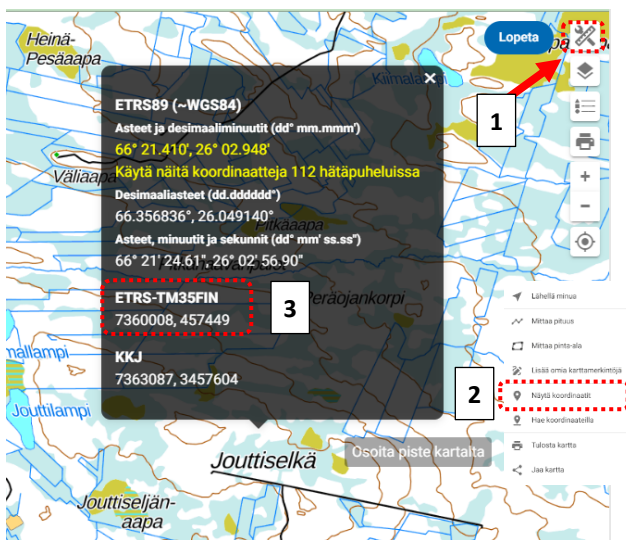 Heinä-
Pesäaapa
Lopeta
Kiimalampi
1
ETRS89 (~WGS84)
Asteet ja desimaaliminuutit (dd° mm.mmm')
66° 21.410', 26° 02.948'
Käytä näitä koordinaatteja 112 hätäpuheluissa
Desimaaliasteet (dd.dddddd°)
66.356836°, 26.049140°
Asteet, minuutit ja sekunnit (dd° mm' ss.ss")
66° 21' 24.61", 26° 02' 56.90"
ETRS-TM35FIN
7360008, 457449
KKJ
7363087, 3457604
Väliaapa
Pitkäaapa
3
Peräojankorpi
+
−
Lähellä minua
Mittaa pituus
Mittaa pinta-ala
Lisää omia karttamerkintöjä
2
Näytä koordinaatit
Hae koordinaateilla
Tulosta kartta
Jaa kartta
mallampi
Jouttilampi
Osoita piste kartalta
Jouttiselkä
Jouttiseljän-
aapa